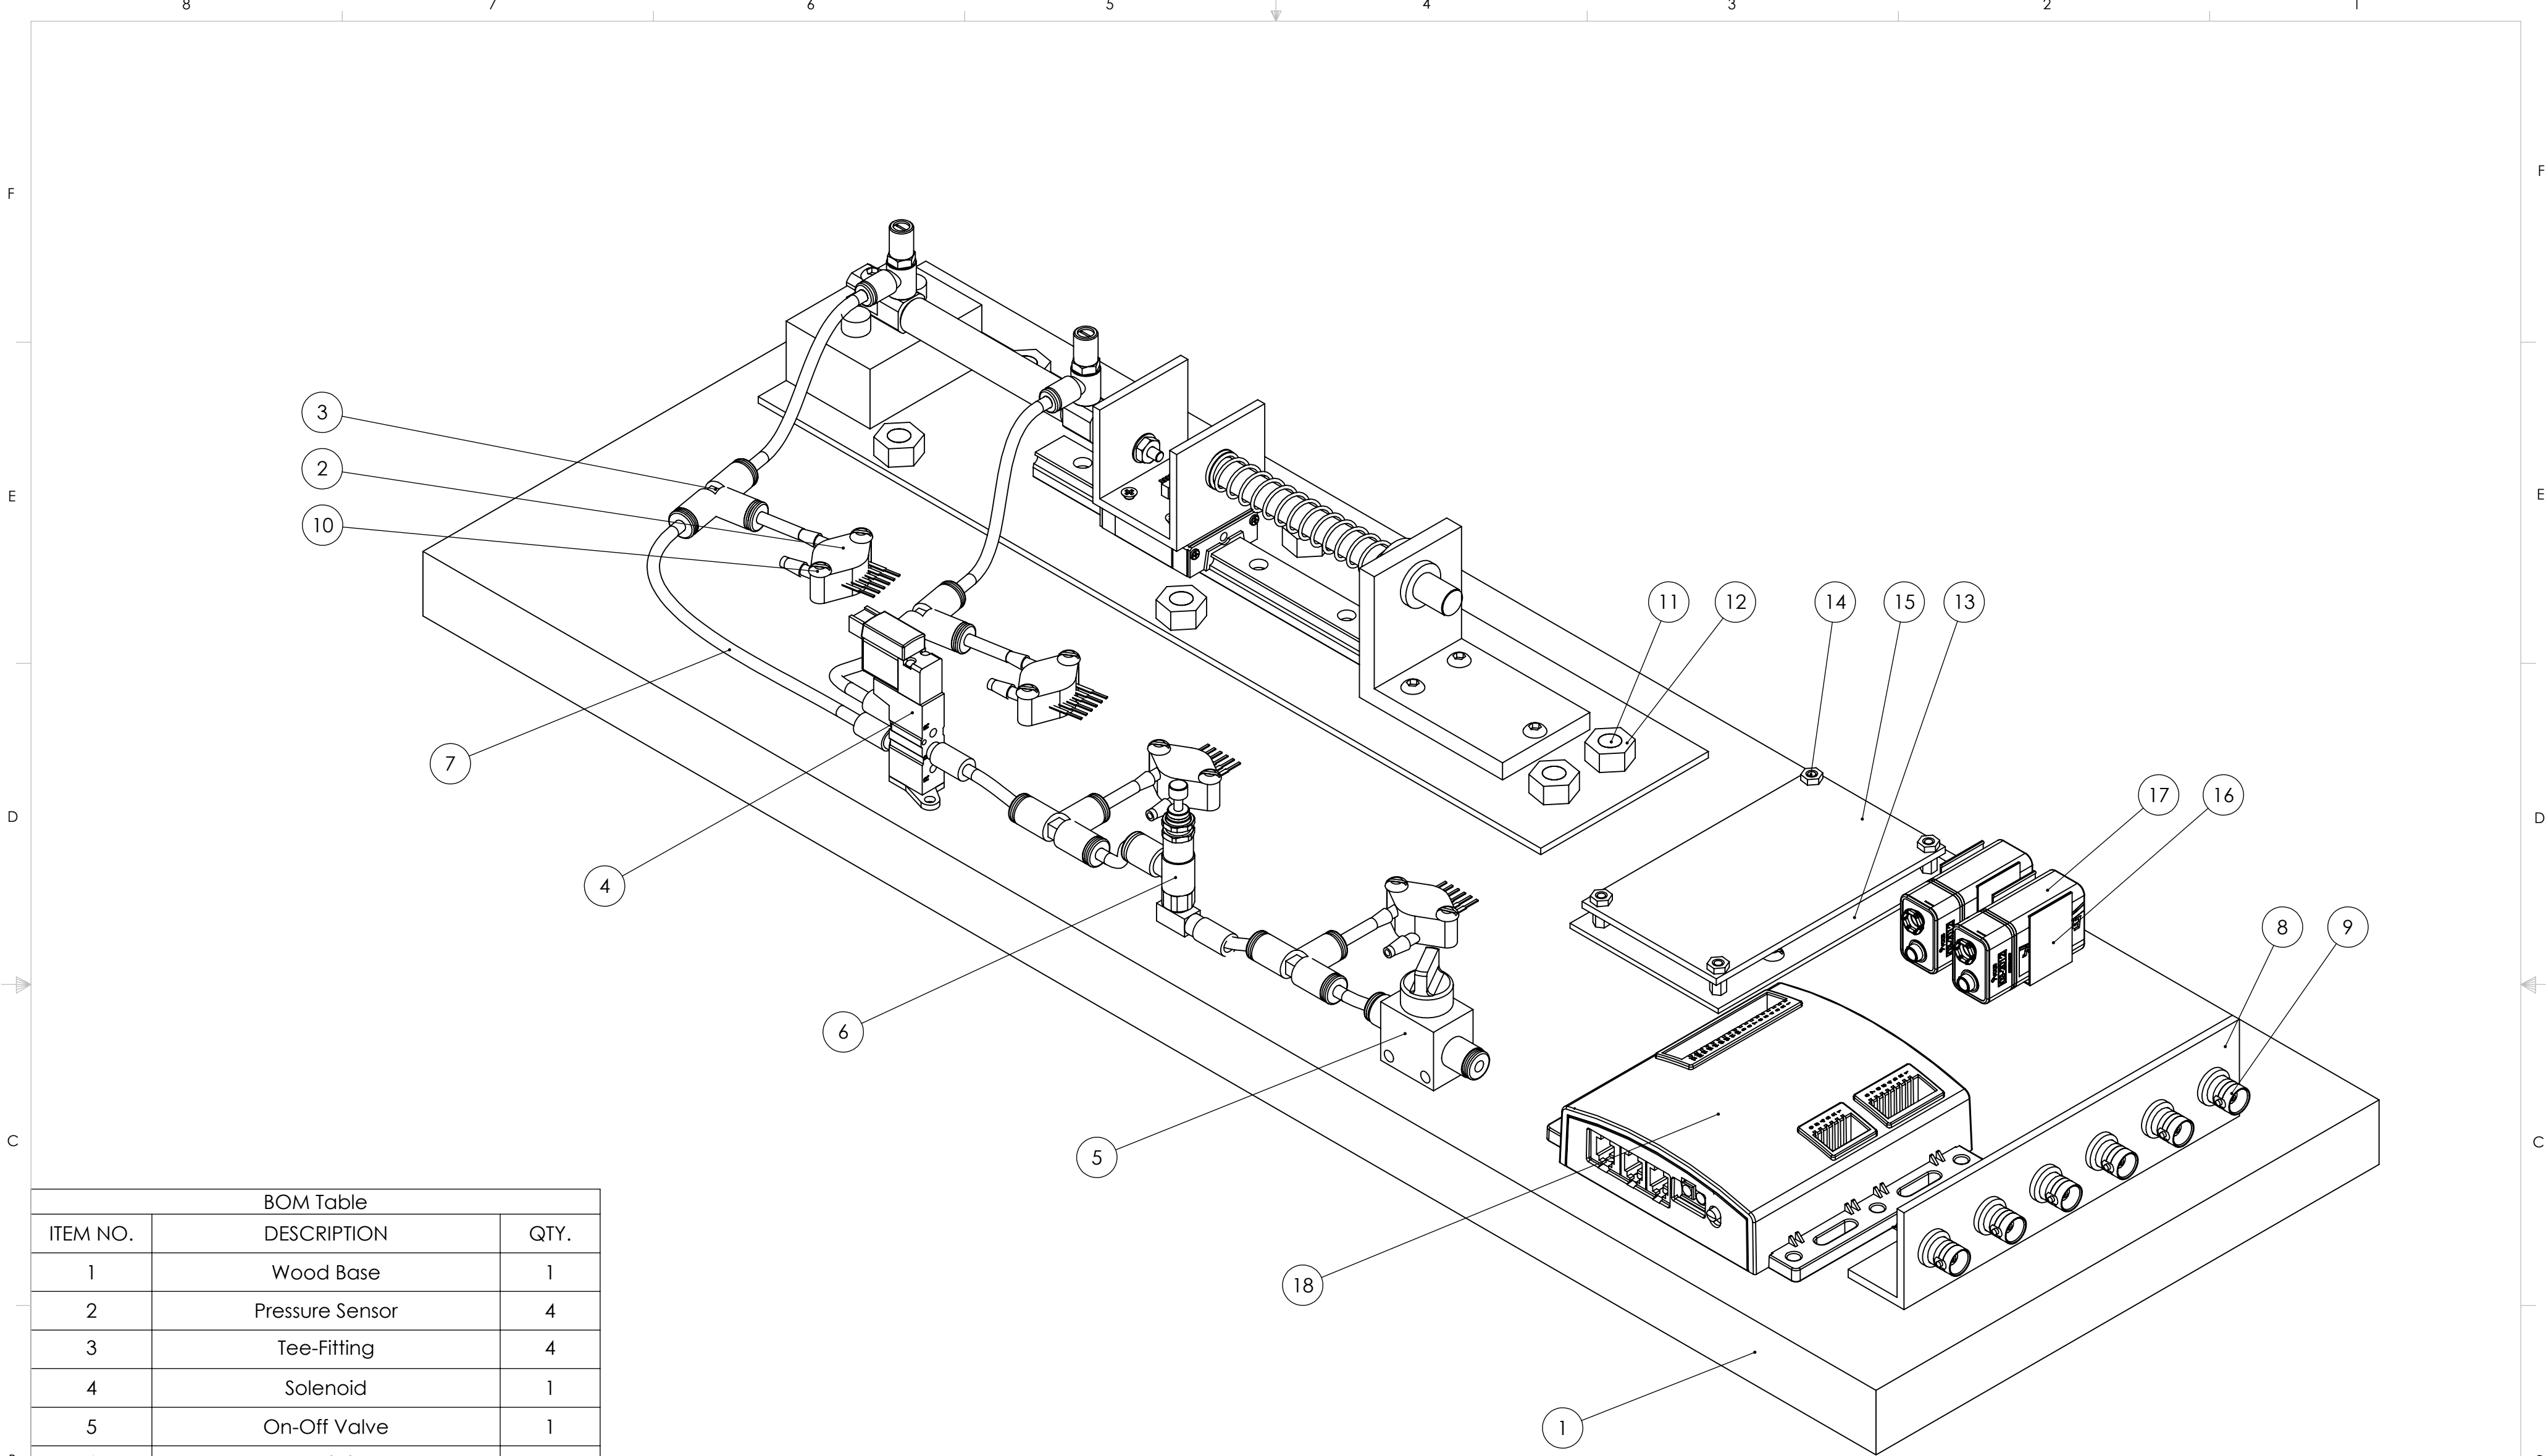 8 7 6 5 4 3 2 1
F F
3
2
10
E E
11 12 14 15 13
7
17 16
D D
4
8 9
6
5
C C
18
1
BOM Table
ITEM NO. DESCRIPTION QTY.
1 Wood Base 1
2 Pressure Sensor 4
3 Tee-Fitting 4
4 Solenoid 1
5 On-Off Valve 1